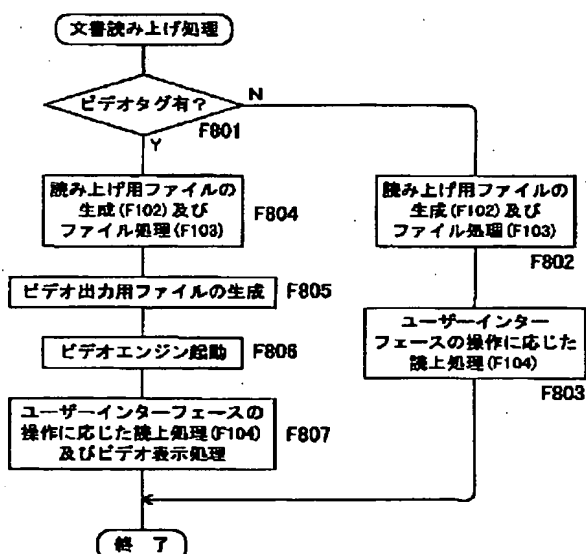 文書読み上げ処理
ビデオタグ有？
N
F801
Y
読み上げ用ファイルの
生成(F102)及び
ファイル処理(F103)
F804
読み上げ用ファイルの
生成(F102)及び
ファイル処理(F103)
F802
ビデオ出力用ファイルの生成
F805
ビデオエンジン起動
F806
ユーザーインター
フェースの操作に応じた
読上処理(F104)
F803
ユーザーインターフェースの
操作に応じた読上処理(F104)
及びビデオ表示処理
F807
終 了